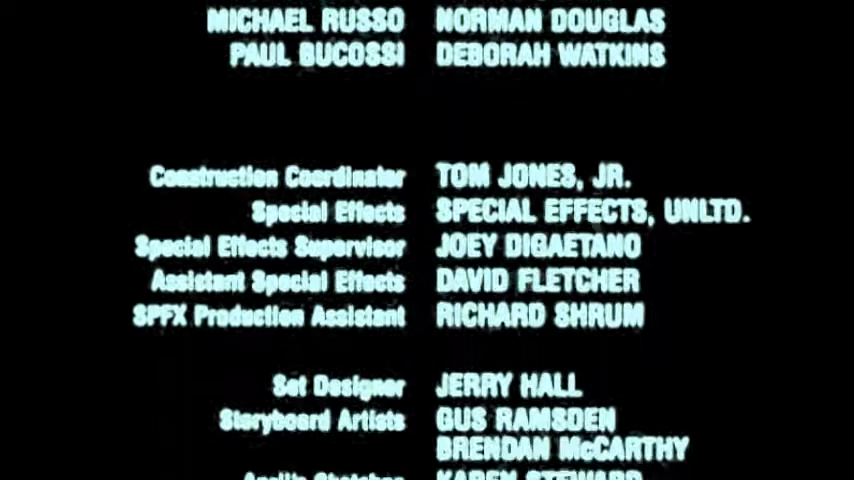 MICHAEL RUSSO NORMAN DOUGLAS
PAUL BUCOSSI DEBORAH WATKINS
Construction Coordinator TOM JONES, JR.
Special Effects SPECIAL EFFECTS, UNLTD.
Special Effects Supervisor JOEY DIGAETANO
Assistant Special Effects DAVID FLETCHER
SPFX Production Assistant RICHARD SHRUM
Set Designer JERRY HALL
Storyboard Artists GUS RAMSDEN
BRENDAN McCARTHY
KAREN STEWARD